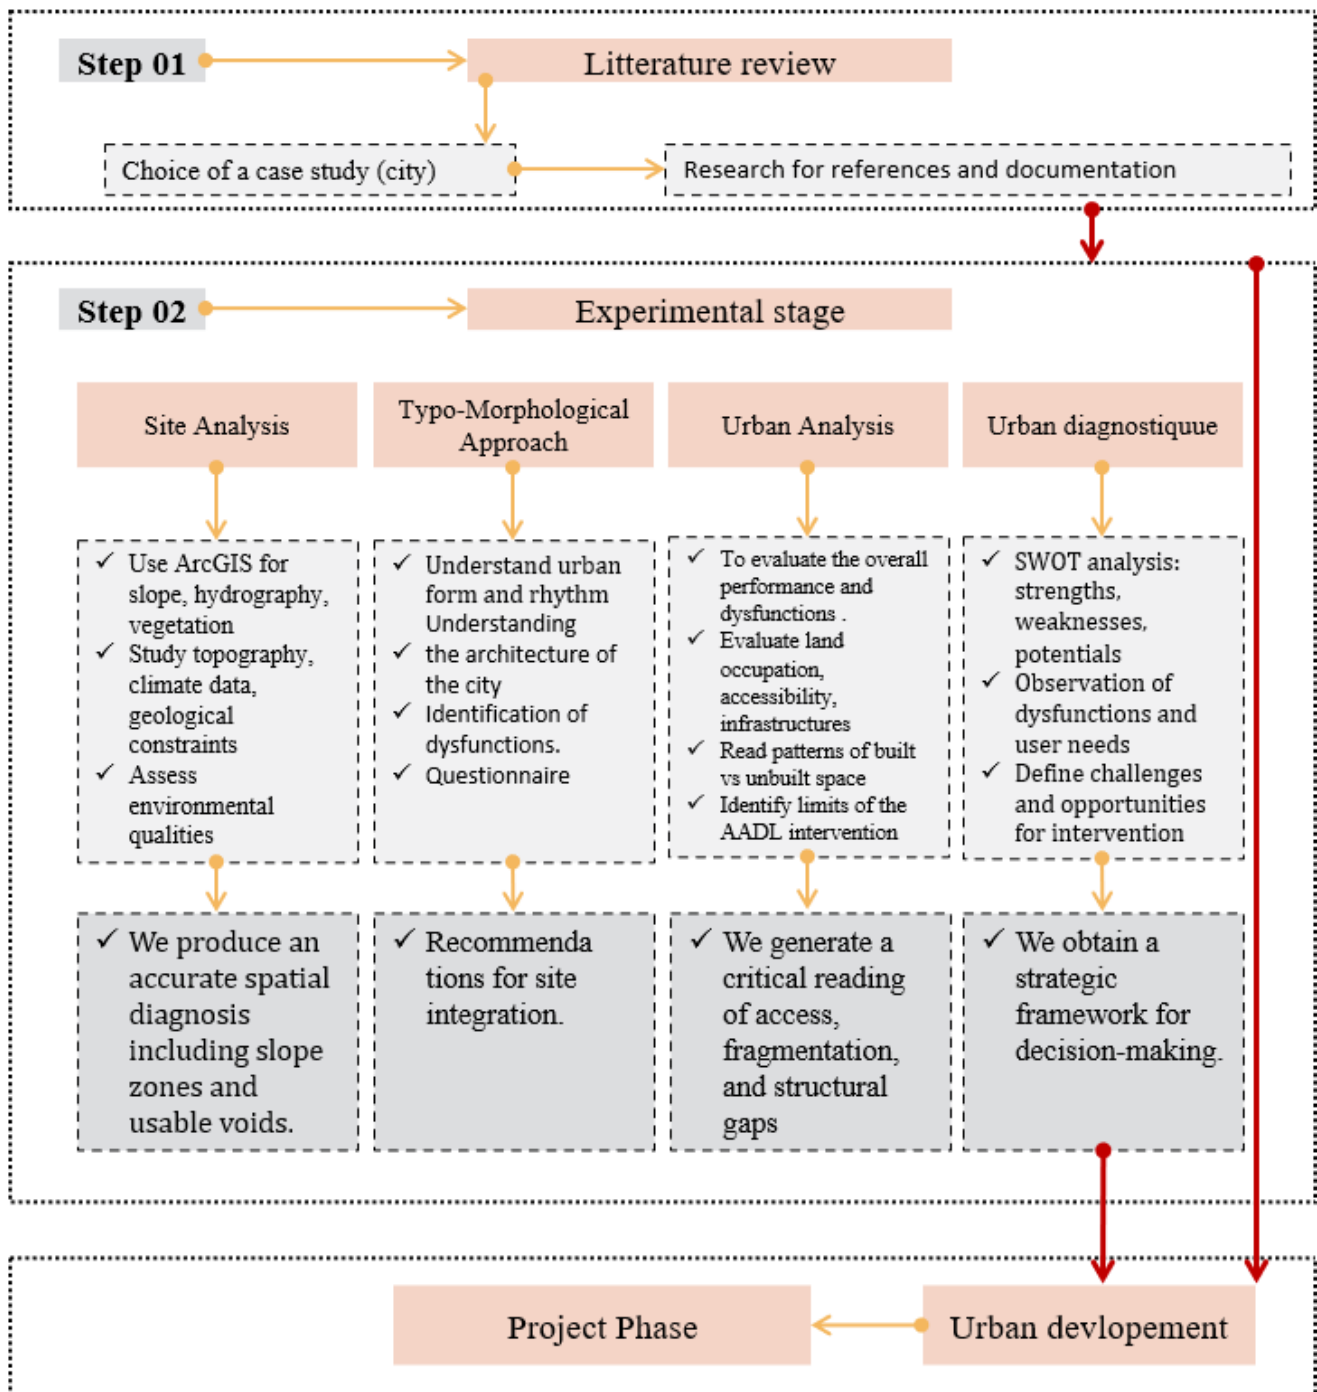 Step 01
Litterature review
Choice of a case study (city)
Research for references and documentation
Step 02
Experimental stage
Site Analysis
Typo-Morphological
Approach
Urban Analysis
Urban diagnostiquue
✓ Use ArcGIS for
slope, hydrography,
vegetation
✓ Study topography,
climate data,
geological
constraints
✓ Assess
environmental
qualities
✓ Understand urban
form and rhythm
Understanding
✓ the architecture of
the city
✓ Identification of
dysfunctions.
✓ Questionnaire
✓ To evaluate the overall
performance and
dysfunctions .
✓ Evaluate land
occupation,
accessibility,
infrastructures
✓ Read patterns of built
vs unbuilt space
✓ Identify limits of the
AADL intervention
✓ SWOT analysis:
strengths,
weaknesses,
potentials
✓ Observation of
dysfunctions and
user needs
✓ Define challenges
and opportunities
for intervention
✓ We produce an
accurate spatial
diagnosis
including slope
zones and
usable voids.
✓ Recommenda
tions for site
integration.
✓ We generate a
critical reading
of access,
fragmentation,
and structural
gaps
✓ We obtain a
strategic
framework for
decision-making.
Project Phase
Urban devlopement